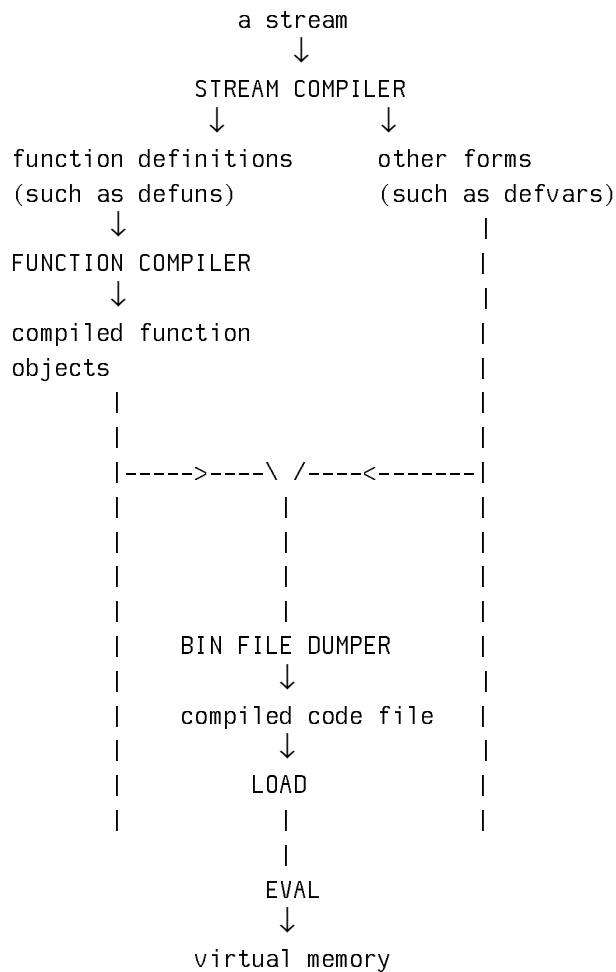 a stream
↓
STREAM COMPILER
↓ ↓
function definitions other forms
(such as defuns) (such as defvars)
↓ |
FUNCTION COMPILER |
↓ |
compiled function |
objects |
| |
| |
|----->----\ /----<-------|
| | |
| | |
| | |
| | |
| BIN FILE DUMPER |
| ↓ |
| compiled code file |
| ↓ |
| LOAD |
| | |
|
EVAL
↓
virtual memory